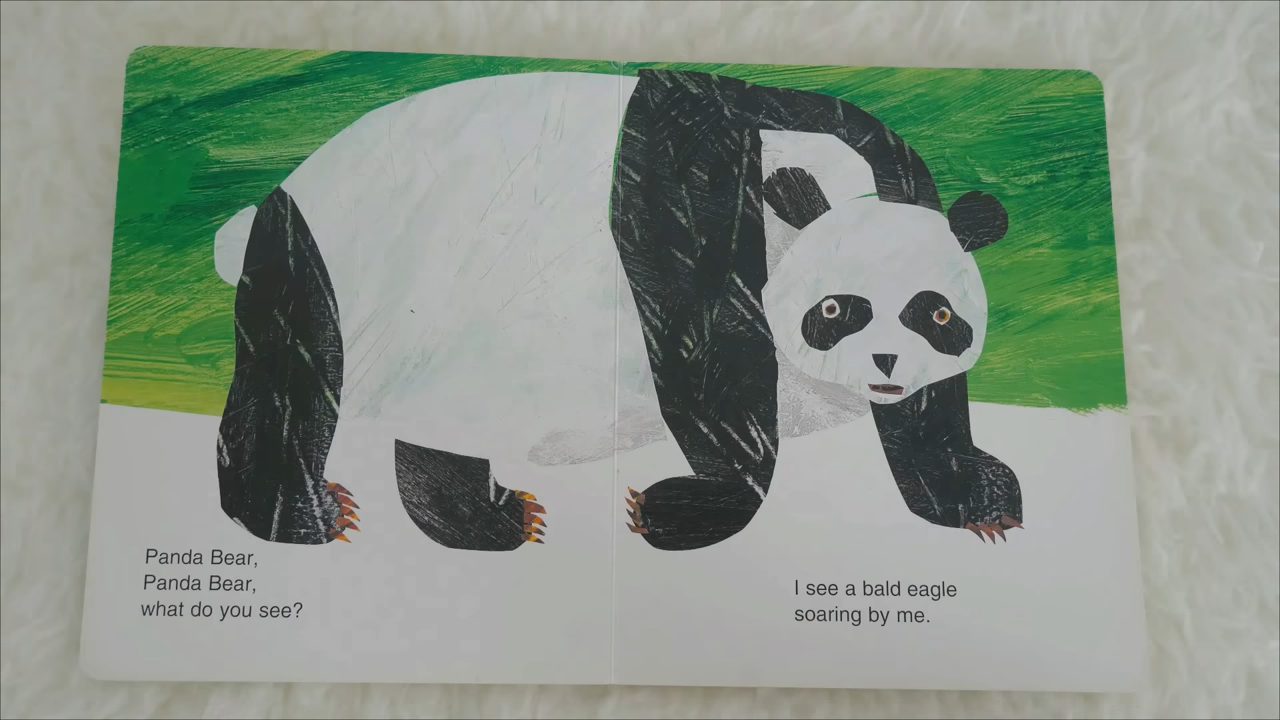 Panda Bear,
Panda Bear,
what do you see?
I see a bald eagle
soaring by me.